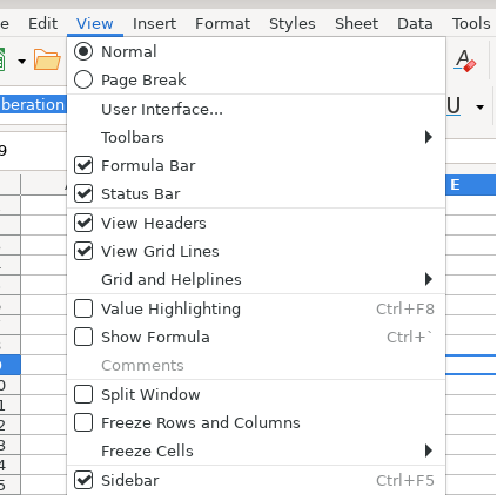 Edit View Insert Format Styles Sheet Data Tools
Normal
Page Break
beration
User Interface...
U
Toolbars
9
Formula Bar
Status Bar
E
View Headers
View Grid Lines
Grid and Helplines
Value Highlighting Ctrl+F8
Show Formula Ctrl+`
Comments
Split Window
Freeze Rows and Columns
Freeze Cells
Sidebar Ctrl+F5